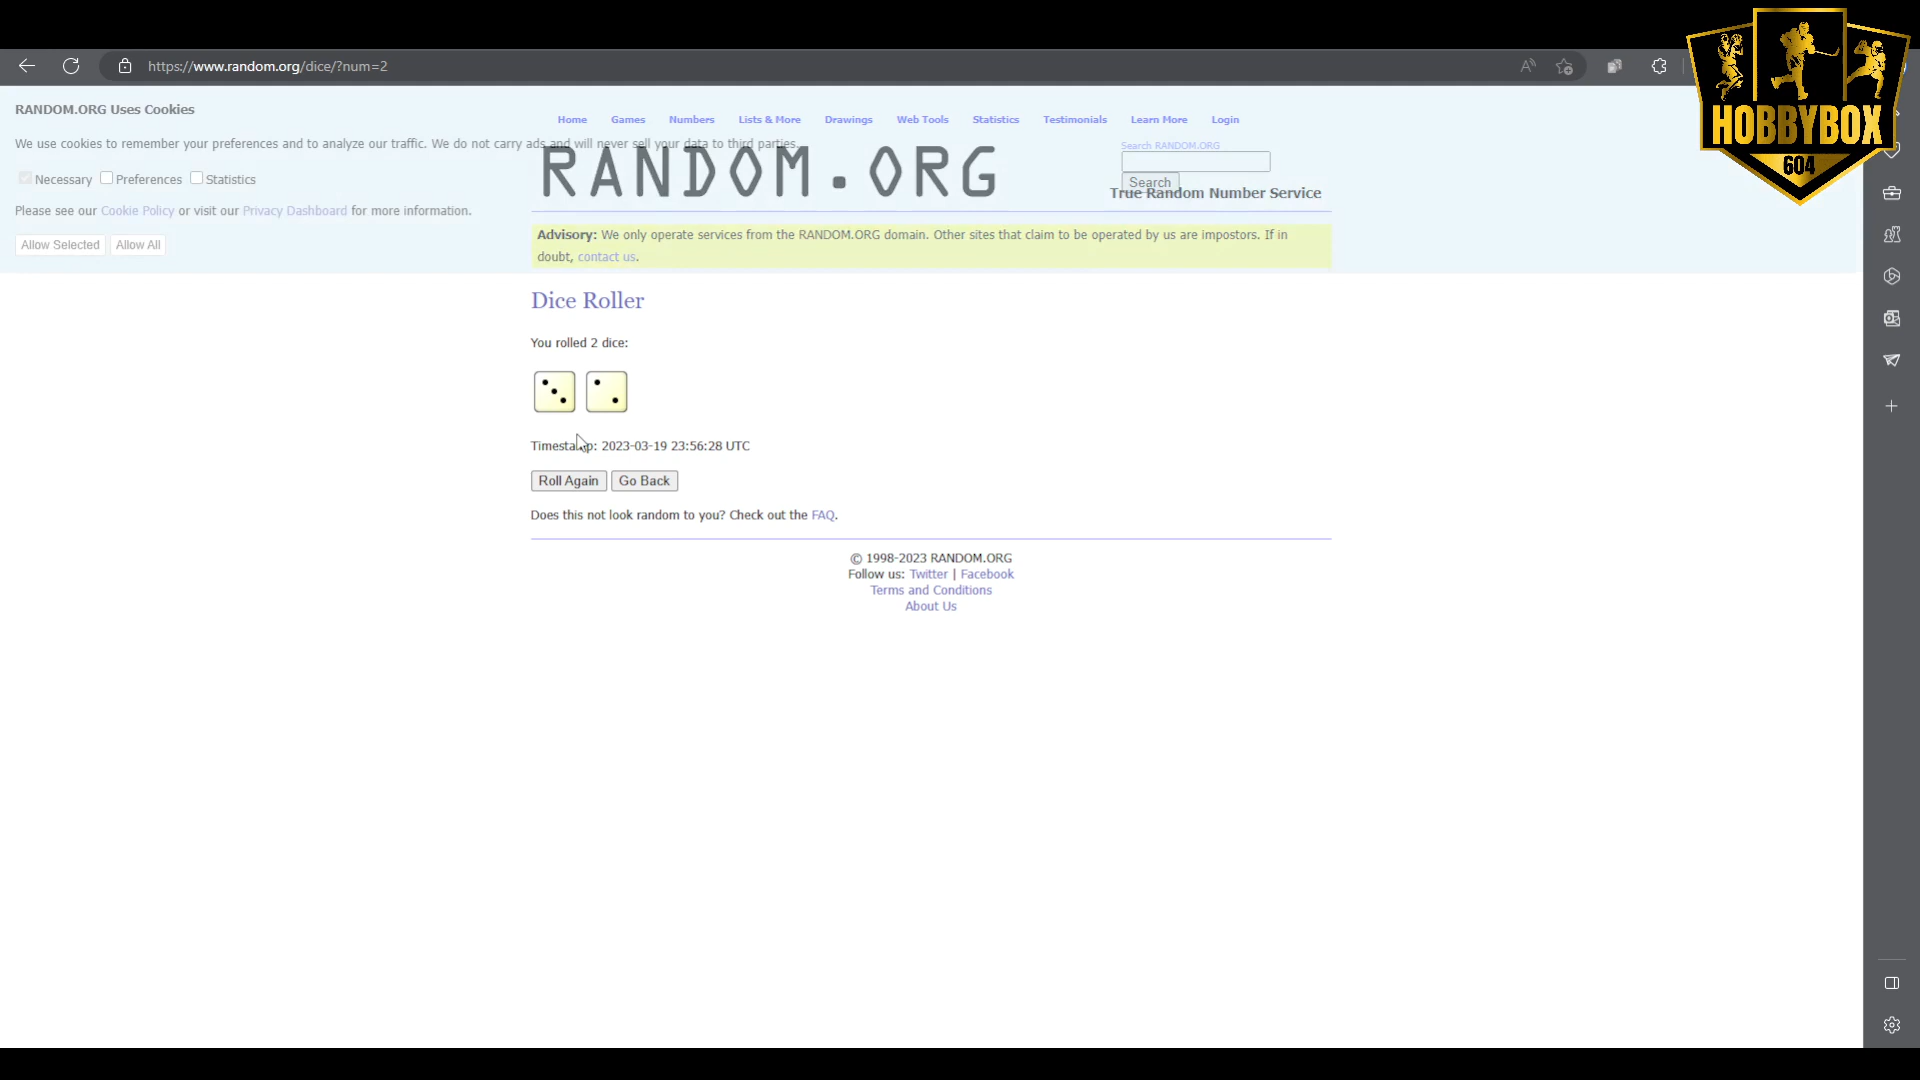 https://www.random.org/dice/?num=2
HOBBYBOX
604
RANDOM.ORG Uses Cookies
We use cookies to remember your preferences and to analyze our traffic. We do not carry ads and will never sell your data to third parties.
Necessary Preferences Statistics
Please see our Cookie Policy or visit our Privacy Dashboard for more information.
Allow Selected Allow All
Home Games Numbers Lists & More Drawings Web Tools Statistics Testimonials Learn More Login
RANDOM.ORG
Search RANDOM.ORG
Search
True Random Number Service
Advisory: We only operate services from the RANDOM.ORG domain. Other sites that claim to be operated by us are impostors. If in
doubt, contact us.
Dice Roller
You rolled 2 dice:
Timestamp: 2023-03-19 23:56:28 UTC
Roll Again Go Back
Does this not look random to you? Check out the FAQ.
© 1998-2023 RANDOM.ORG
Follow us: Twitter | Facebook
Terms and Conditions
About Us